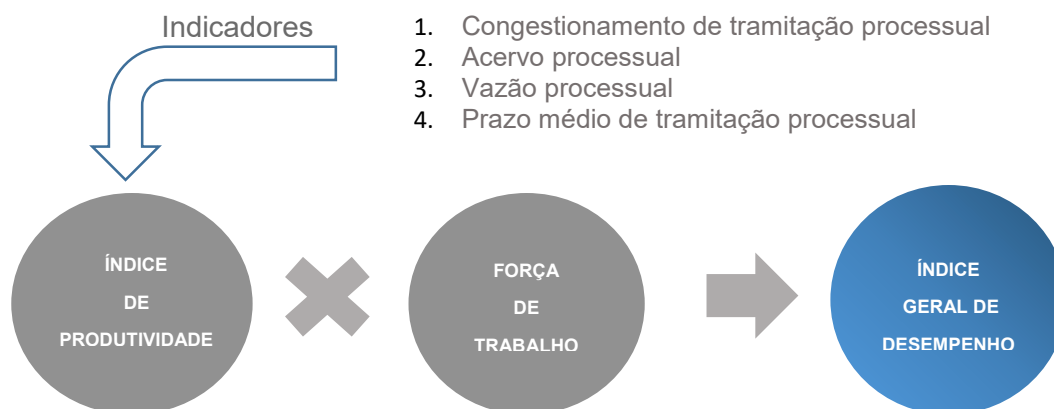 Indicadores
1. Congestionamento de tramitação processual
2. Acervo processual
3. Vazão processual
4. Prazo médio de tramitação processual
ÍNDICE
DE
PRODUTIVIDADE
FORÇA
DE
TRABALHO
ÍNDICE
GERAL DE
DESEMPENHO